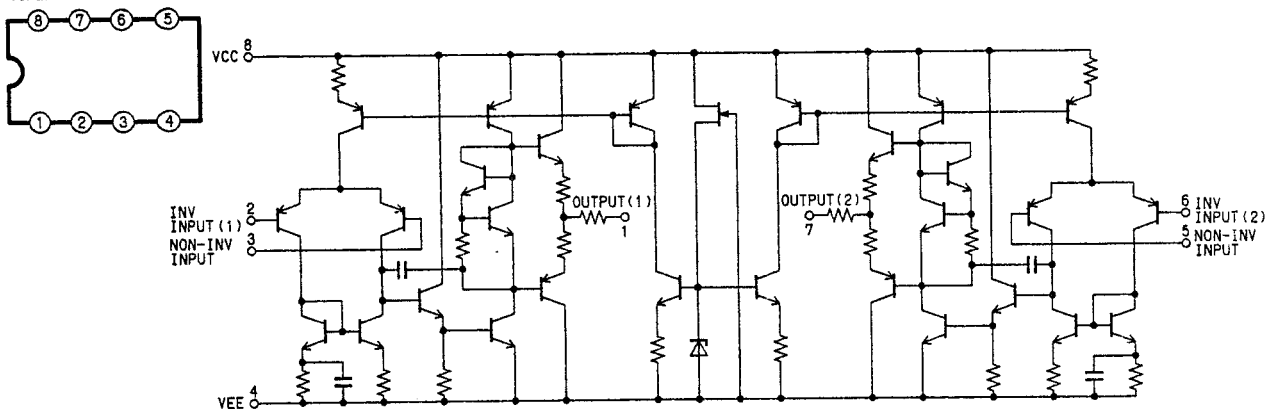 8 7 6 5
1 2 3 4
VCC 8
2
INV
INPUT(1)
NON-INV 3
INPUT
OUTPUT(1)
1
OUTPUT(2)
7
6 INV
INPUT(2)
5 NON-INV
INPUT
VEE 4